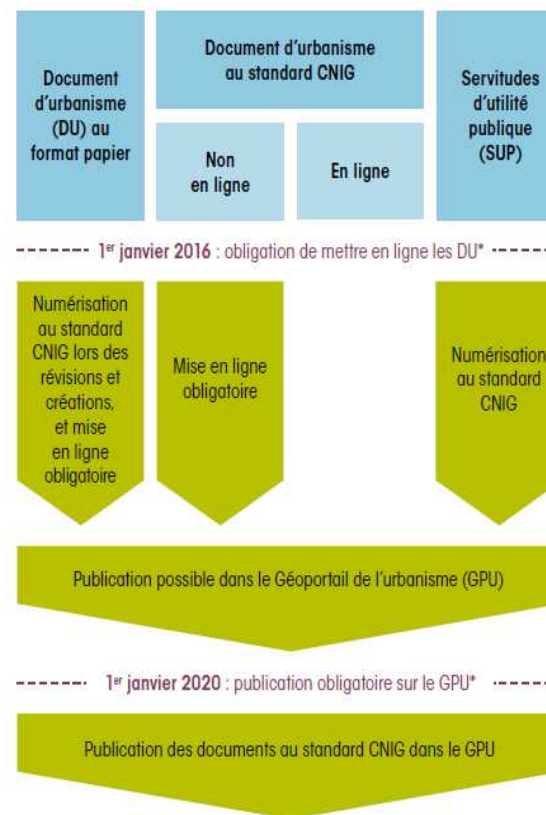 Document
d'urbanisme
(DU) au
format papier
Document d'urbanisme
au standard CNIG
Non
en ligne
En ligne
Servitudes
d'utilité
publique
(SUP)
1er janvier 2016 : obligation de mettre en ligne les DU*
Numérisation
au standard
CNIG lors des
révisions et
créations,
et mise
en ligne
obligatoire
Mise en ligne
obligatoire
Numérisation
au standard
CNIG
Publication possible dans le Géoportail de l'urbanisme (GPU)
1er janvier 2020 : publication obligatoire sur le GPU*
Publication des documents au standard CNIG dans le GPU